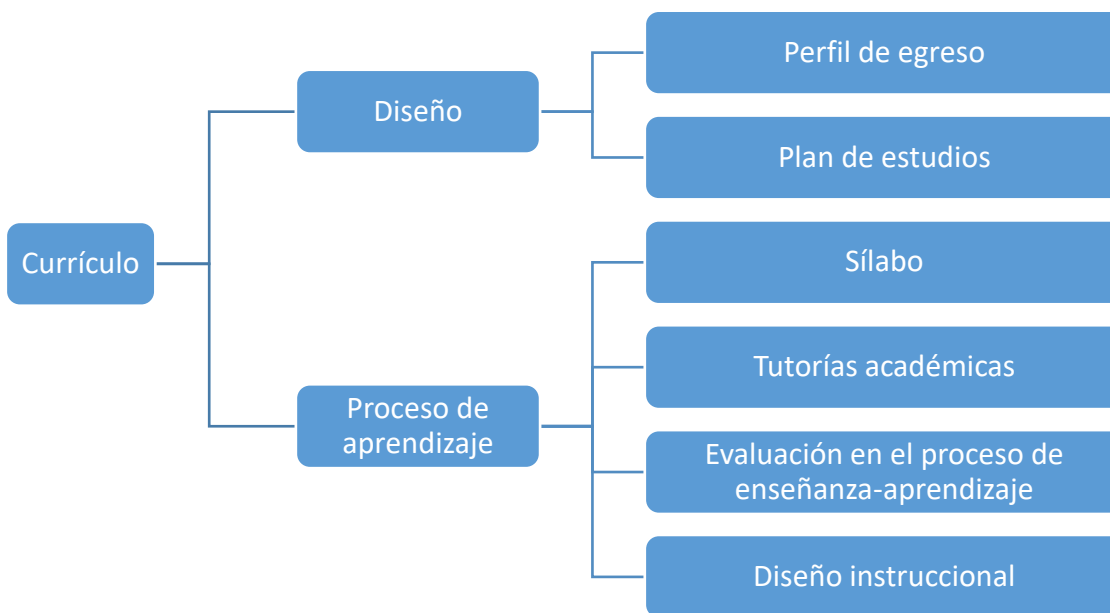 Currículo
Diseño
Perfil de egreso
Plan de estudios
Proceso de
aprendizaje
Sílabo
Tutorías académicas
Evaluación en el proceso de
enseñanza-aprendizaje
Diseño instruccional